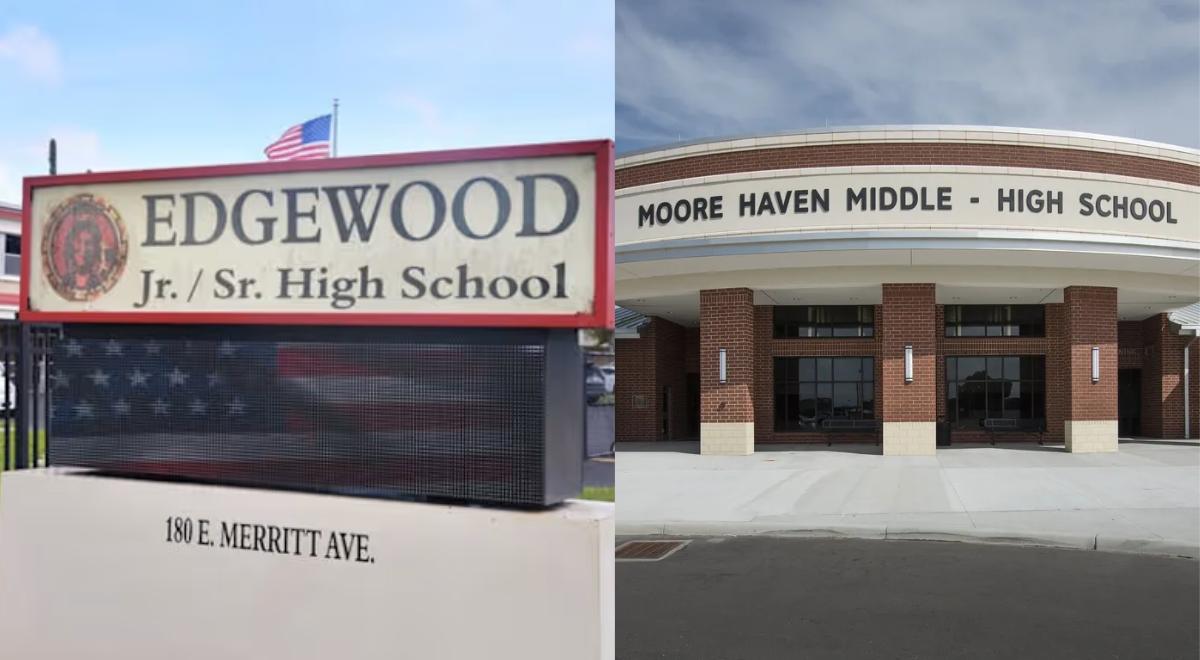 EDGEWOOD
Jr. / Sr. High School
180 E. MERRITT AVE.
MOORE HAVEN MIDDLE - HIGH SCHOOL